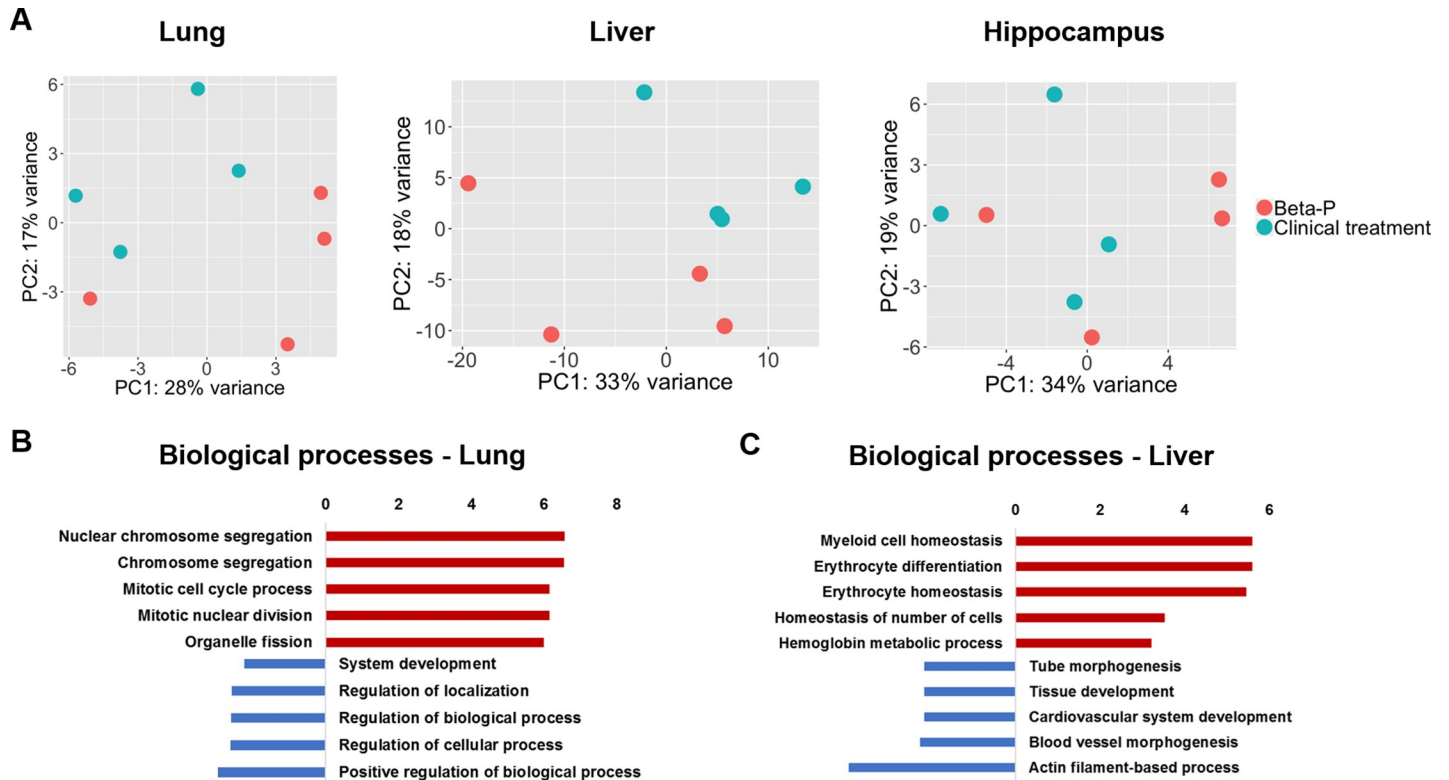 A
Lung
Liver
Hippocampus
6
3
0
-3
-6
0
3
PC2: 17% variance
PC1: 28% variance
10
5
0
-5
-10
-20
-10
0
10
PC2: 18% variance
PC1: 33% variance
6
3
0
-3
-6
-4
0
4
PC2: 19% variance
PC1: 34% variance
Beta-P
Clinical treatment
B
Biological processes - Lung
0 2 4 6 8
Nuclear chromosome segregation
Chromosome segregation
Mitotic cell cycle process
Mitotic nuclear division
Organelle fission
System development
Regulation of localization
Regulation of biological process
Regulation of cellular process
Positive regulation of biological process
C
Biological processes - Liver
0 2 4 6
Myeloid cell homeostasis
Erythrocyte differentiation
Erythrocyte homeostasis
Homeostasis of number of cells
Hemoglobin metabolic process
Tube morphogenesis
Tissue development
Cardiovascular system development
Blood vessel morphogenesis
Actin filament-based process